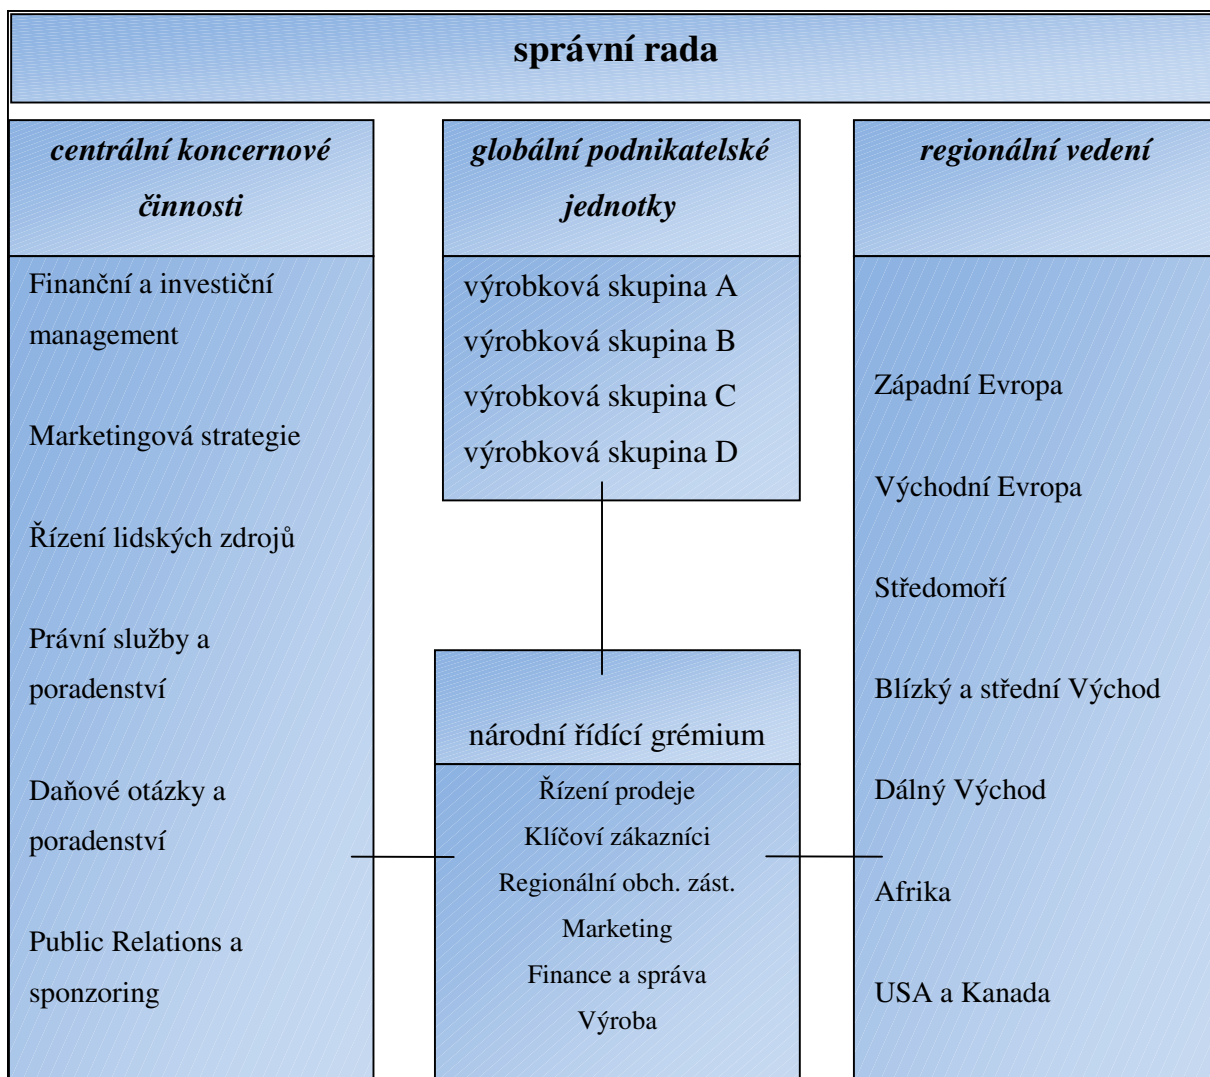 správní rada
centrální koncernové
činnosti
Finanční a investiční
management
Marketingová strategie
Řízení lidských zdrojů
Právní služby a
poradenství
Daňové otázky a
poradenství
Public Relations a
sponzoring
globální podnikatelské
jednotky
výrobková skupina A
výrobková skupina B
výrobková skupina C
výrobková skupina D
národní řídící grémium
Řízení prodeje
Klíčoví zákazníci
Regionální obch. zást.
Marketing
Finance a správa
Výroba
regionální vedení
Západní Evropa
Východní Evropa
Středomoří
Blízký a střední Východ
Dálný Východ
Afrika
USA a Kanada